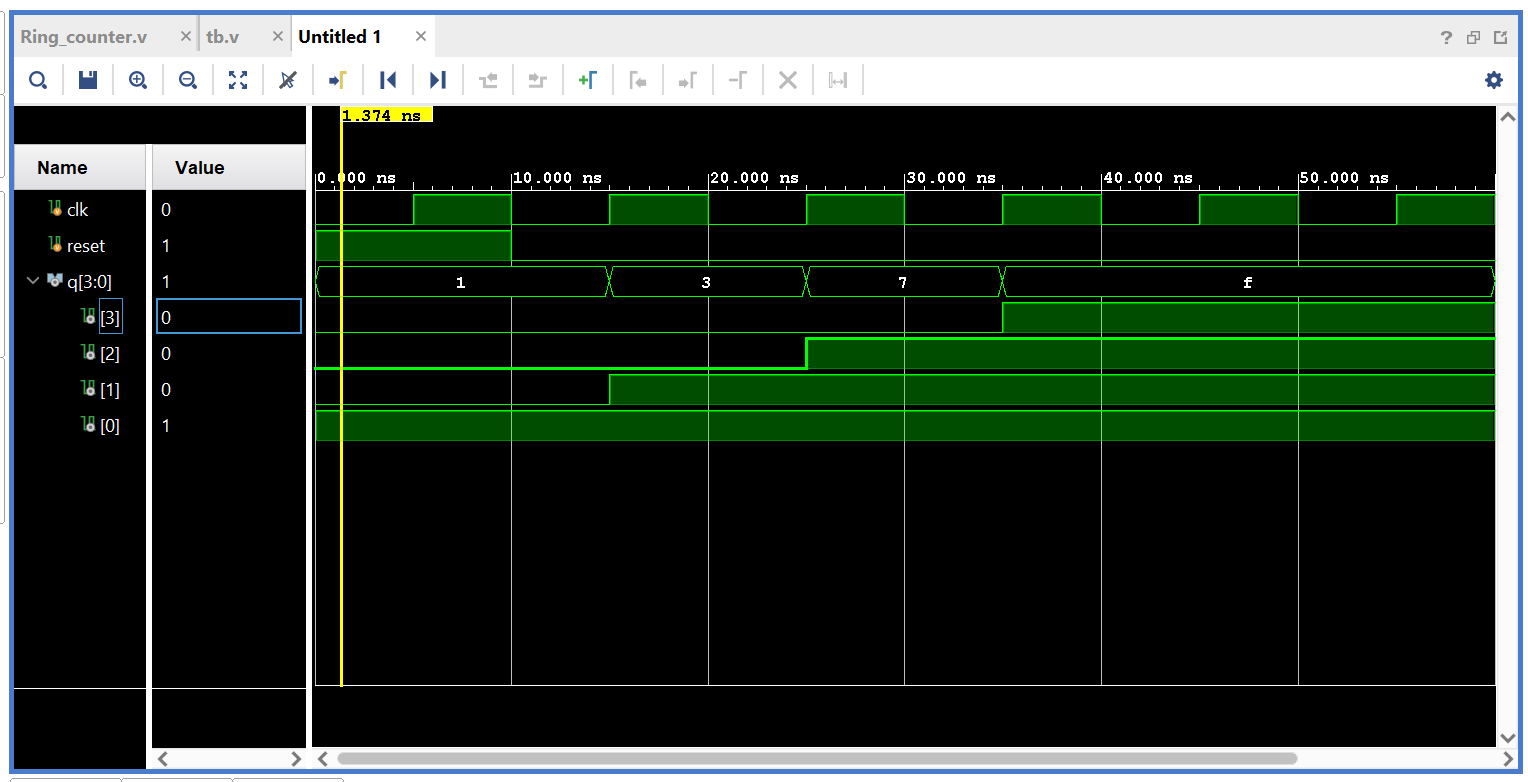 Ring_counter.v tb.v Untitled 1
?
1.374 ns
Name Value
0.000 ns 10.000 ns 20.000 ns 30.000 ns 40.000 ns 50.000 ns
clk 0
reset 1
q[3:0] 1 1 3 7 f
[3] 0
[2] 0
[1] 0
[0] 1